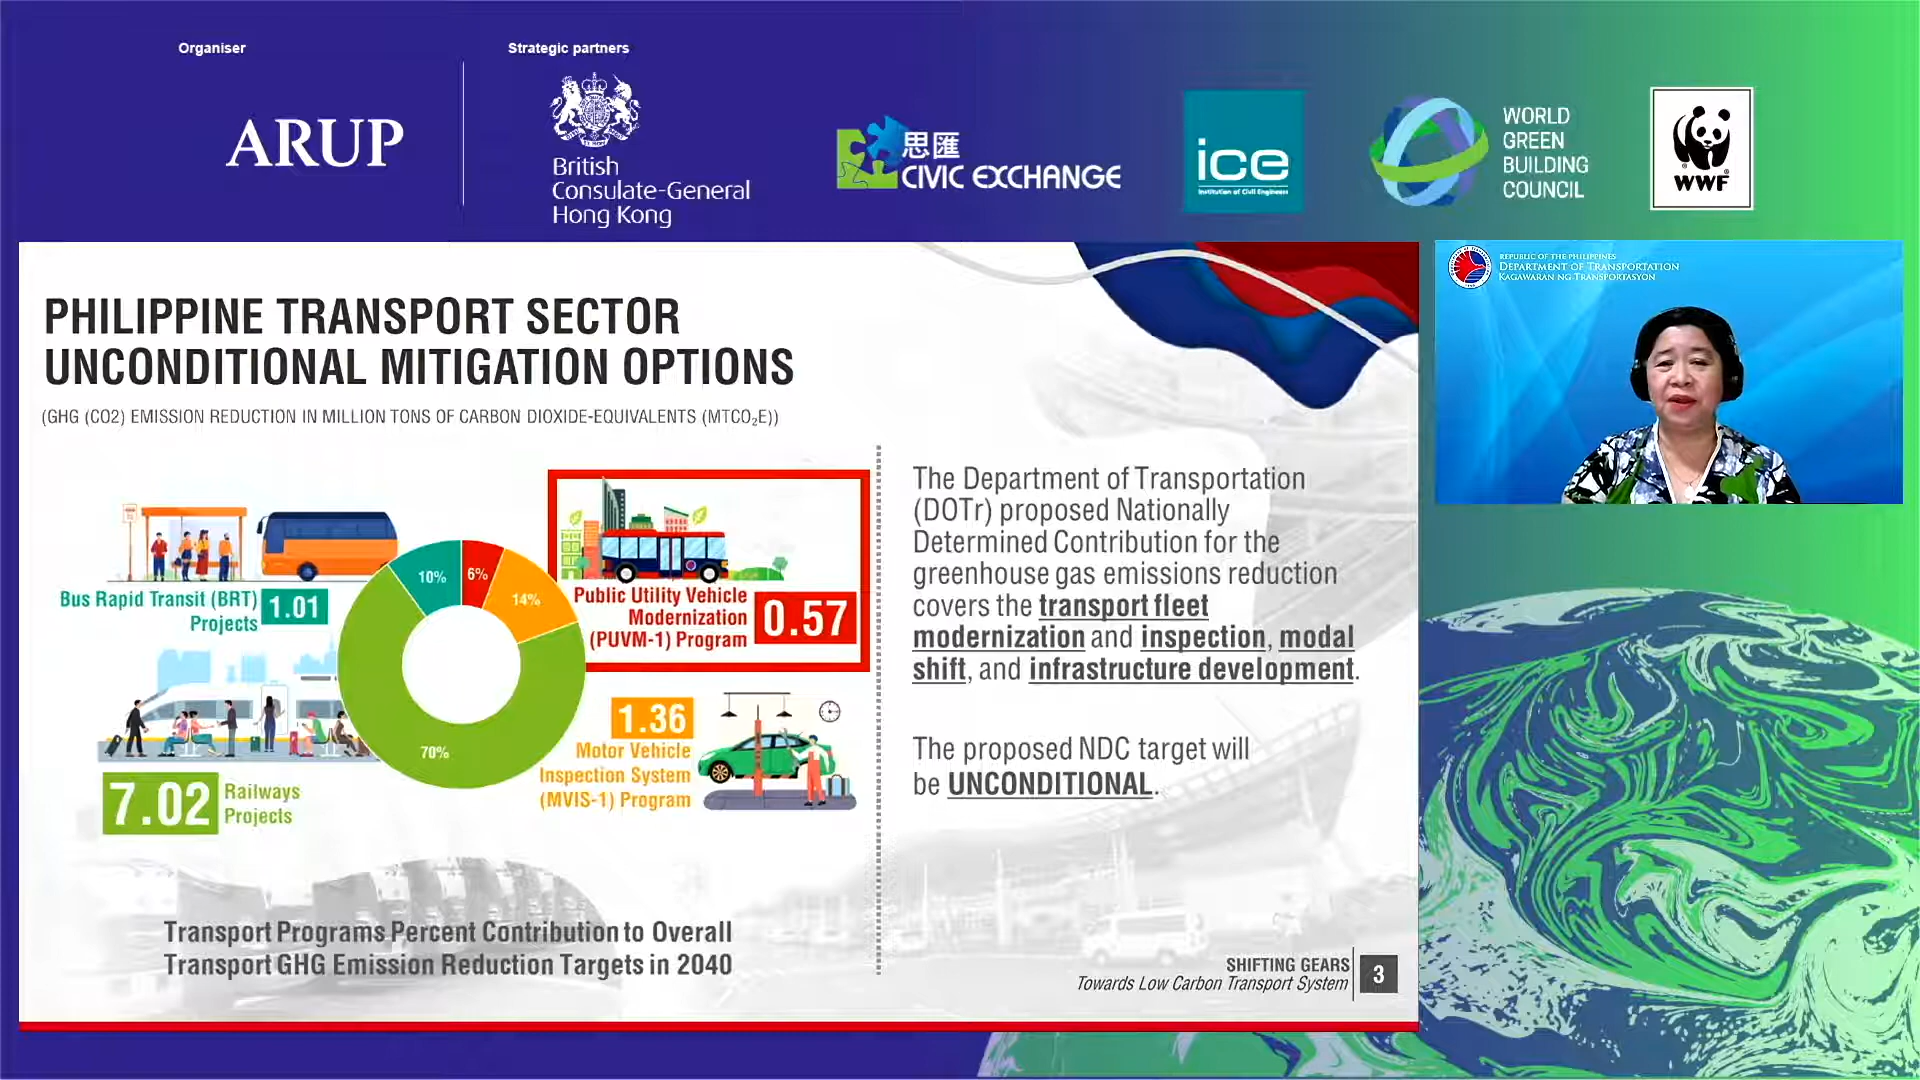 Organiser
Strategic partners
ARUP
British
Consulate-General
Hong Kong
思匯
CIVIC EXCHANGE
ice
Institution of Civil Engineers
WORLD
GREEN
BUILDING
COUNCIL
WWF
REPUBLIC OF THE PHILIPPINES
DEPARTMENT OF TRANSPORTATION
KAGAWARAN NG TRANSPORTASYON
PHILIPPINE TRANSPORT SECTOR
UNCONDITIONAL MITIGATION OPTIONS
(GHG (CO2) EMISSION REDUCTION IN MILLION TONS OF CARBON DIOXIDE-EQUIVALENTS (MTCO₂E))
Bus Rapid Transit (BRT)
Projects
1.01
10%
6%
14%
70%
Public Utility Vehicle
Modernization
(PUVM-1) Program
0.57
1.36
Motor Vehicle
Inspection System
(MVIS-1) Program
7.02
Railways
Projects
Transport Programs Percent Contribution to Overall
Transport GHG Emission Reduction Targets in 2040
The Department of Transportation
(DOTr) proposed Nationally
Determined Contribution for the
greenhouse gas emissions reduction
covers the transport fleet
modernization and inspection, modal
shift, and infrastructure development.
The proposed NDC target will
be UNCONDITIONAL.
SHIFTING GEARS
Towards Low Carbon Transport System
3